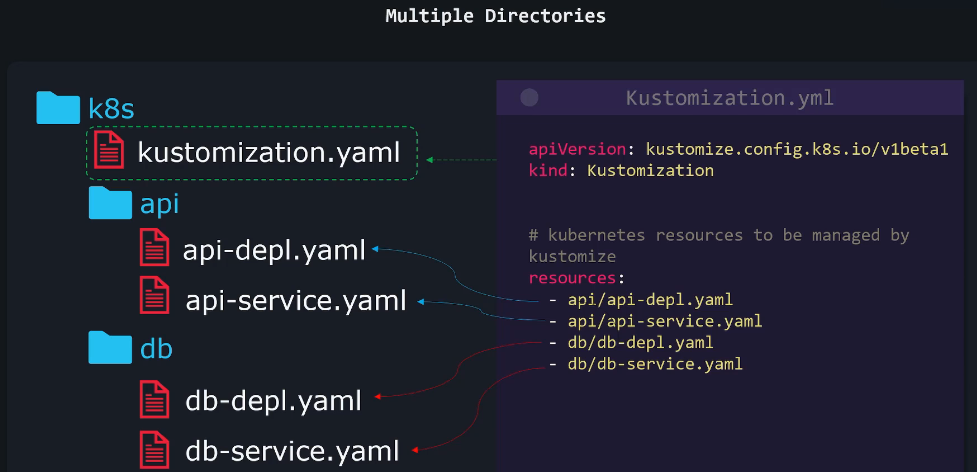 Multiple Directories
k8s
kustomization.yaml
api
api-depl.yaml
api-service.yaml
db
db-depl.yaml
db-service.yaml
Kustomization.yml
apiVersion: kustomize.config.k8s.io/v1beta1
kind: Kustomization
# kubernetes resources to be managed by
kustomize
resources:
- api/api-depl.yaml
- api/api-service.yaml
- db/db-depl.yaml
- db/db-service.yaml